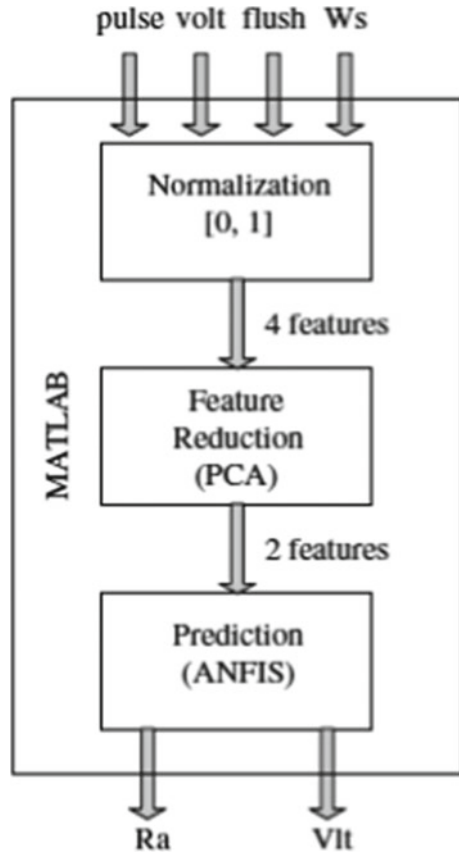 pulse volt flush Ws
Normalization
[0, 1]
4 features
MATLAB
Feature
Reduction
(PCA)
2 features
Prediction
(ANFIS)
Ra Vlt